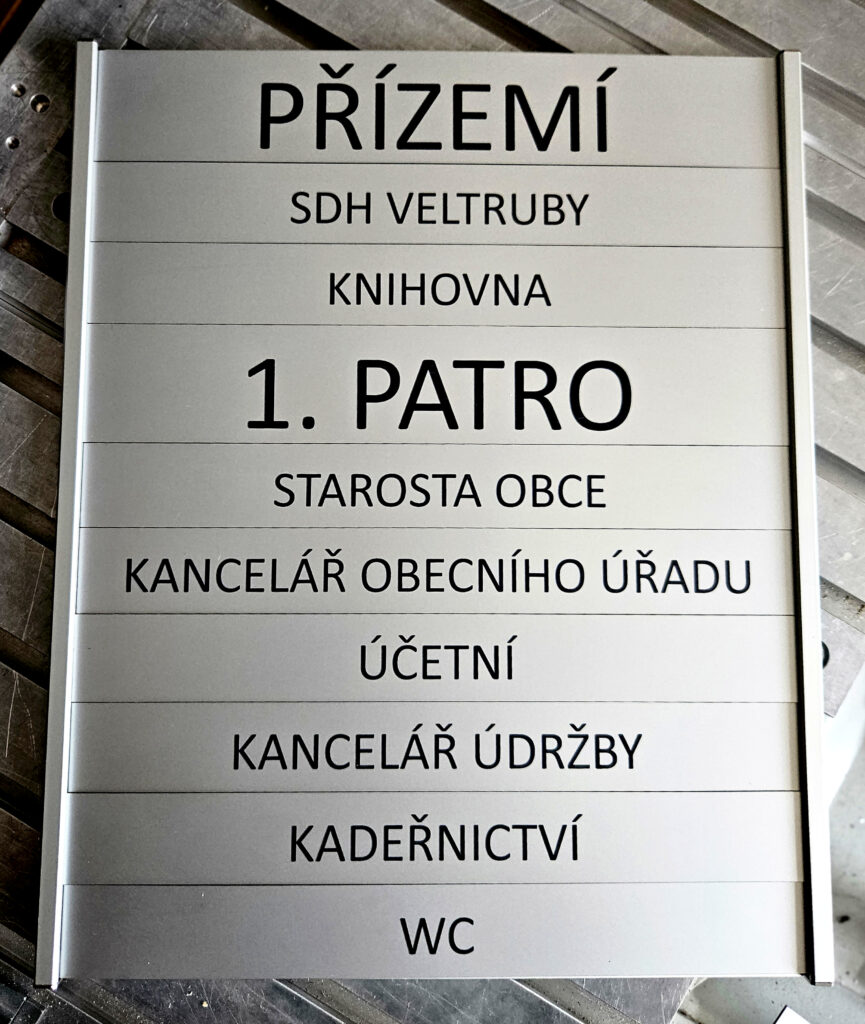 PŘÍZEMÍ
SDH VELTRUBY
KNIHOVNA
1. PATRO
STAROSTA OBCE
KANCELÁŘ OBECNÍHO ÚŘADU
ÚČETNÍ
KANCELÁŘ ÚDRŽBY
KADEŘNICTVÍ
WC